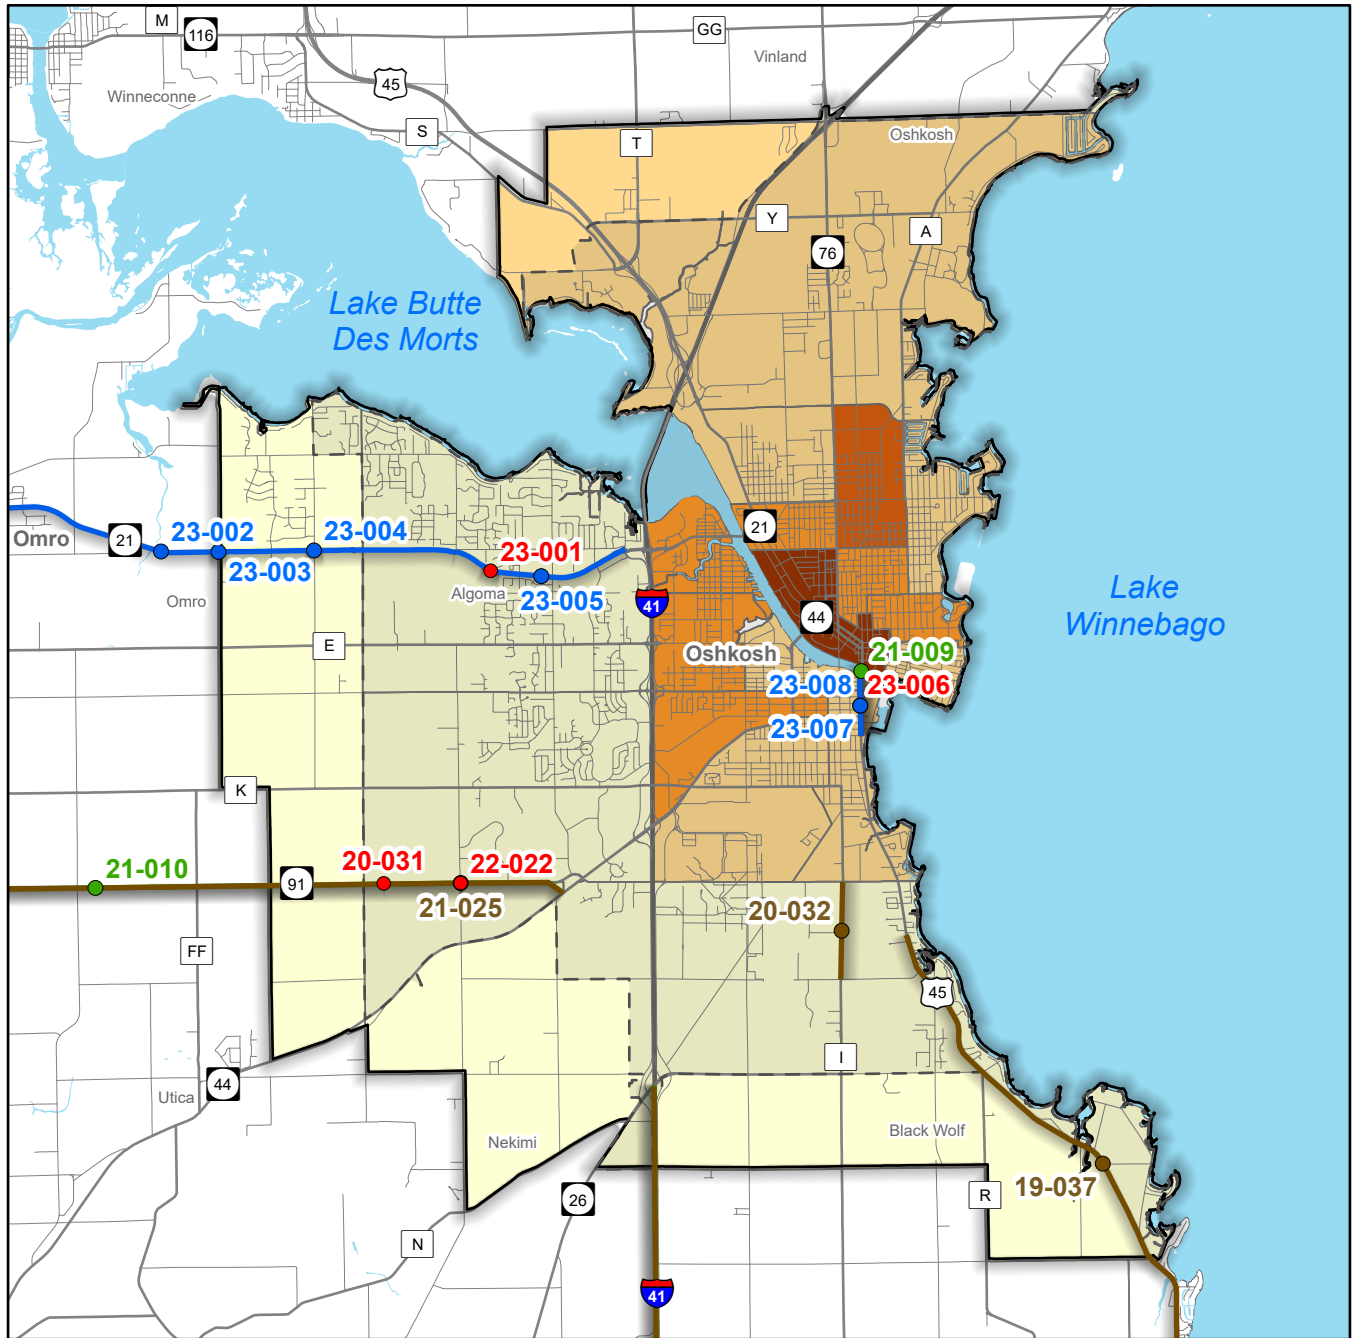 M
116
GG
Vinland
45
Winneconne
S
T
Oshkosh
Y
A
76
Lake Butte
Des Morts
21
Omro
21
23-002
23-004
23-003
23-001
Omro
Algoma
23-005
41
Lake
Winnebago
44
E
Oshkosh
21-009
23-008
23-006
23-007
K
21-010
91
20-031
22-022
21-025
20-032
FF
45
I
44
Utica
Nekimi
Black Wolf
19-037
R
26
N
41